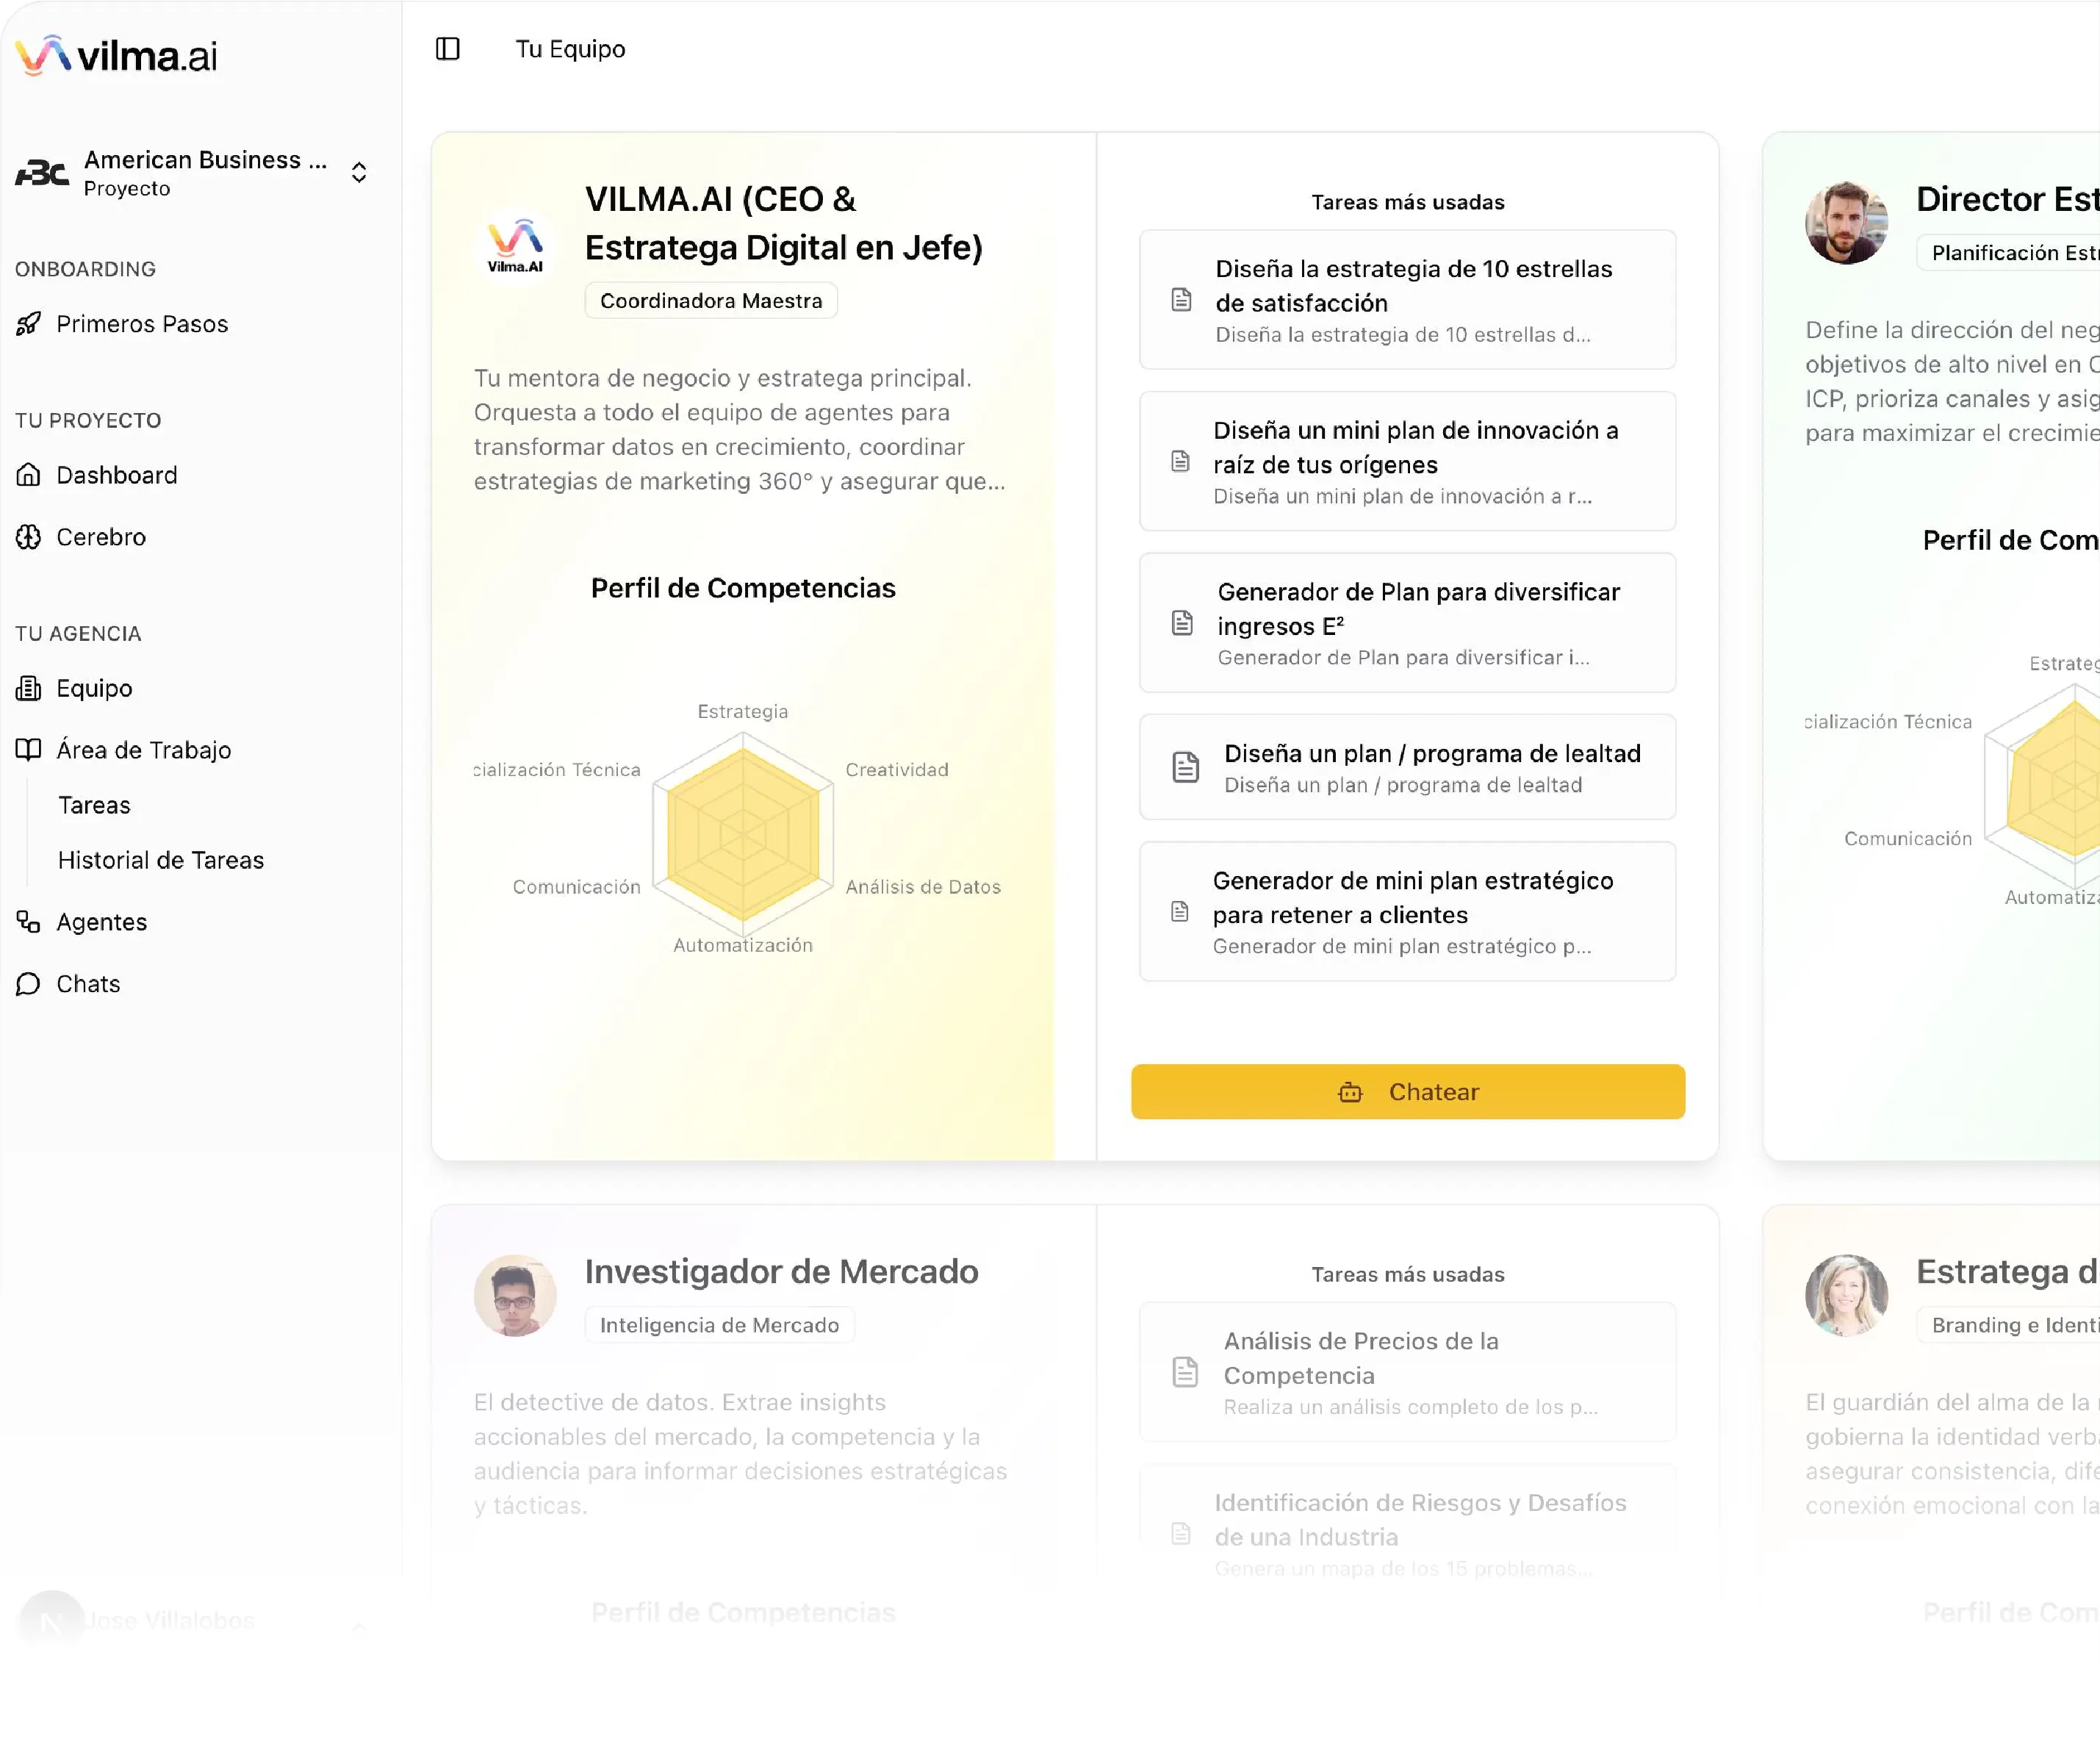 vilma.ai
American Business ...
Proyecto
ONBOARDING
Primeros Pasos
TU PROYECTO
Dashboard
Cerebro
TU AGENCIA
Equipo
Área de Trabajo
Tareas
Historial de Tareas
Agentes
Chats
Jose Villalobos
Tu Equipo
Vilma.AI
VILMA.AI (CEO &
Estratega Digital en Jefe)
Coordinadora Maestra
Tu mentora de negocio y estratega principal.
Orquesta a todo el equipo de agentes para
transformar datos en crecimiento, coordinar
estrategias de marketing 360° y asegurar que...
Perfil de Competencias
Estrategia
cialización Técnica
Creatividad
Comunicación
Análisis de Datos
Automatización
Tareas más usadas
Diseña la estrategia de 10 estrellas
de satisfacción
Diseña la estrategia de 10 estrellas d...
Diseña un mini plan de innovación a
raíz de tus orígenes
Diseña un mini plan de innovación a r...
Generador de Plan para diversificar
ingresos E²
Generador de Plan para diversificar i...
Diseña un plan / programa de lealtad
Diseña un plan / programa de lealtad
Generador de mini plan estratégico
para retener a clientes
Generador de mini plan estratégico p...
Chatear
Director Est
Planificación Est
Define la dirección del neg
objetivos de alto nivel en
ICP, prioriza canales y asig
para maximizar el crecimie
Perfil de Com
Estrateg
cialización Técnica
Comunicación
Automatiz
Investigador de Mercado
Inteligencia de Mercado
El detective de datos. Extrae insights
accionables del mercado, la competencia y la
audiencia para informar decisiones estratégicas
y tácticas.
Perfil de Competencias
Tareas más usadas
Análisis de Precios de la
Competencia
Realiza un análisis completo de los p...
Identificación de Riesgos y Desafíos
de una Industria
Genera un mapa de los 15 problemas...
Estratega d
Branding e Identi
El guardián del alma de la
gobierna la identidad verb
asegurar consistencia, dife
conexión emocional con la
Perfil de Com